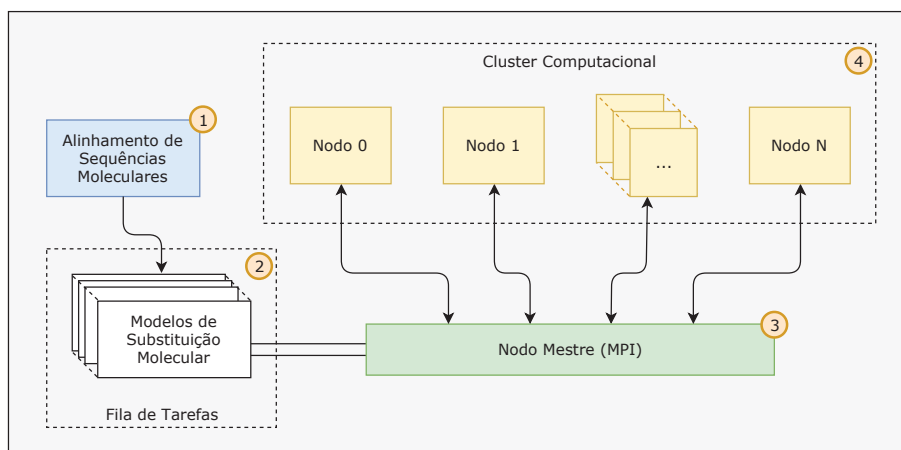 Cluster Computacional
4
1
Alinhamento de
Sequências
Moleculares
Nodo 0
Nodo 1
...
Nodo N
2
Modelos de
Substituição
Molecular
Fila de Tarefas
3
Nodo Mestre (MPI)